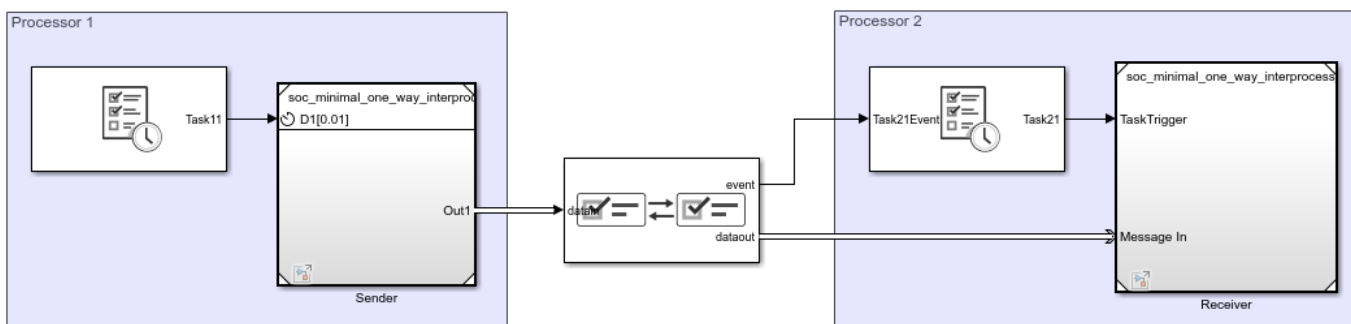 Processor 1
Task11
soc_minimal_one_way_interproc
D1[0.01]
Out1
Sender
datain
event
dataout
Processor 2
Task21Event
Task21
soc_minimal_one_way_interprocess
TaskTrigger
Message In
Receiver